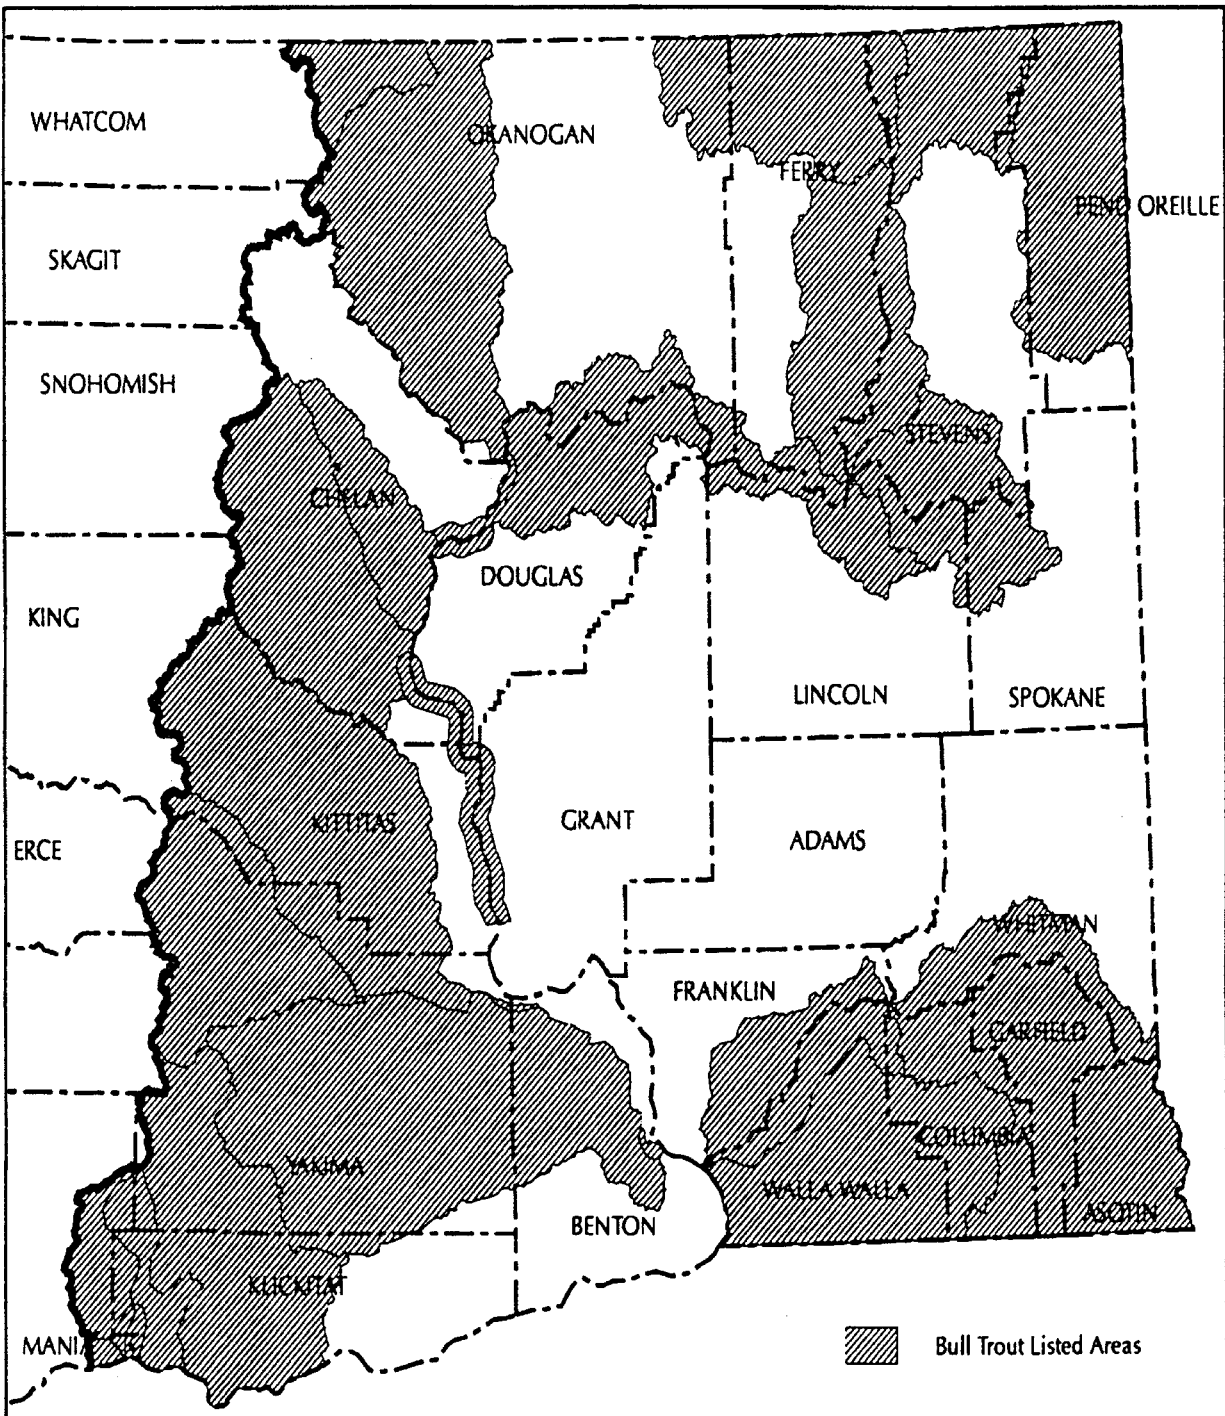 WHATCOM
OKANOGAN
FERRY
PEND OREILLE
SKAGIT
SNOHOMISH
STEVENS
CHELAN
DOUGLAS
KING
LINCOLN
SPOKANE
KITTITAS
GRANT
ADAMS
ERCE
WHITMAN
FRANKLIN
GARFIELD
COLUMBIA
YAKIMA
WALLA WALLA
ASOTIN
BENTON
KLICKITAT
MANIA
Bull Trout Listed Areas